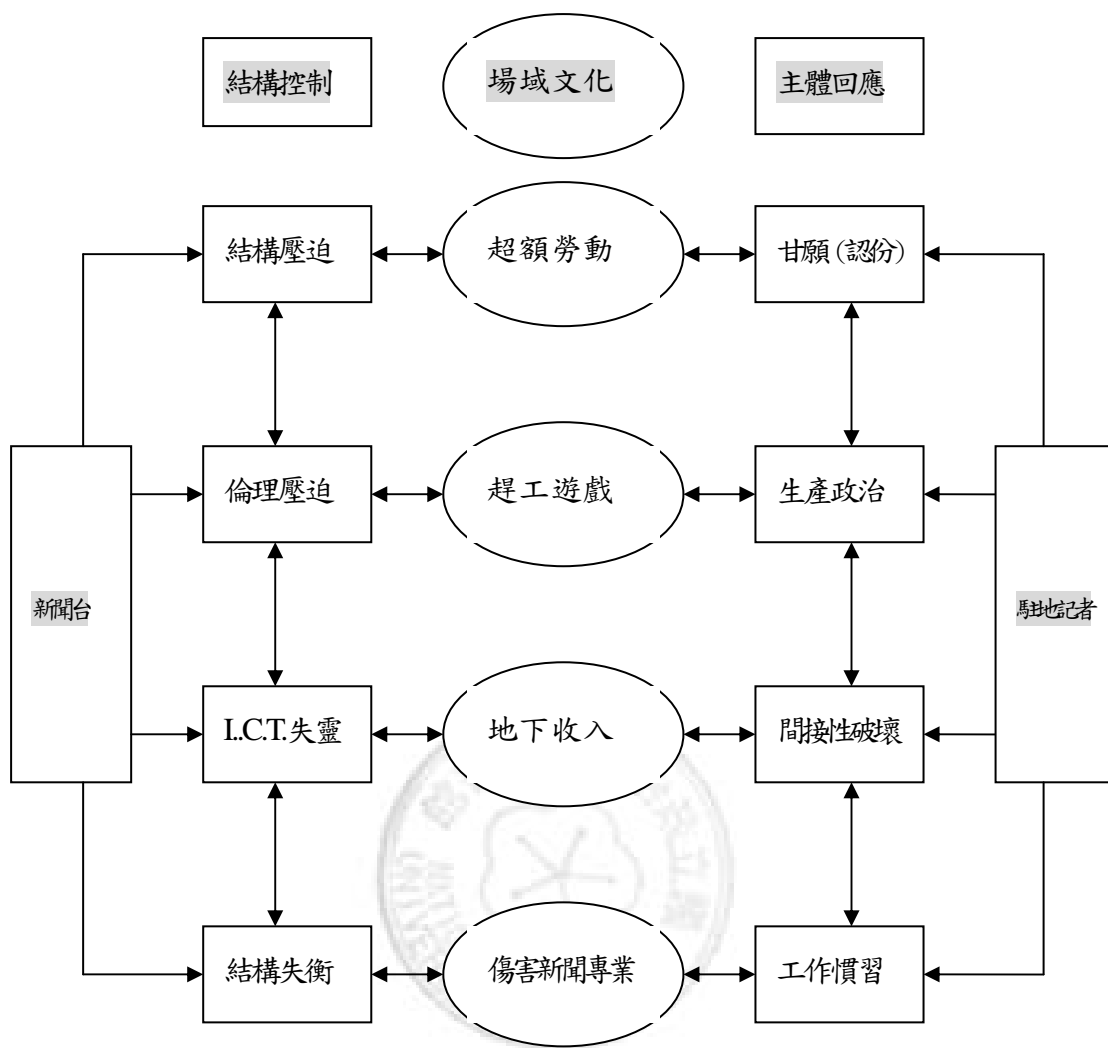 結構控制
場域文化
主體回應
結構壓迫
超額勞動
甘願(認份)
倫理壓迫
趕工遊戲
生產政治
新聞台
駐地記者
I..C.T.失靈
地下收入
間接性破壞
結構失衡
傷害新聞專業
工作慣習